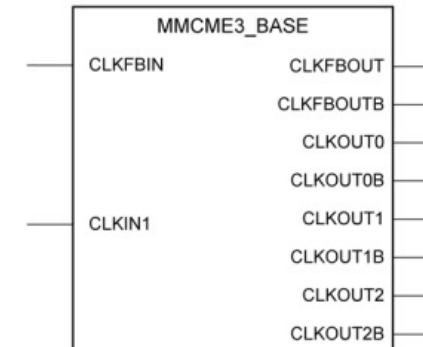 MMCME3_BASE
CLKFBIN CLKFBOUT
CLKFBOUTB
CLKOUT0
CLKOUT0B
CLKIN1 CLKOUT1
CLKOUT1B
CLKOUT2
CLKOUT2B